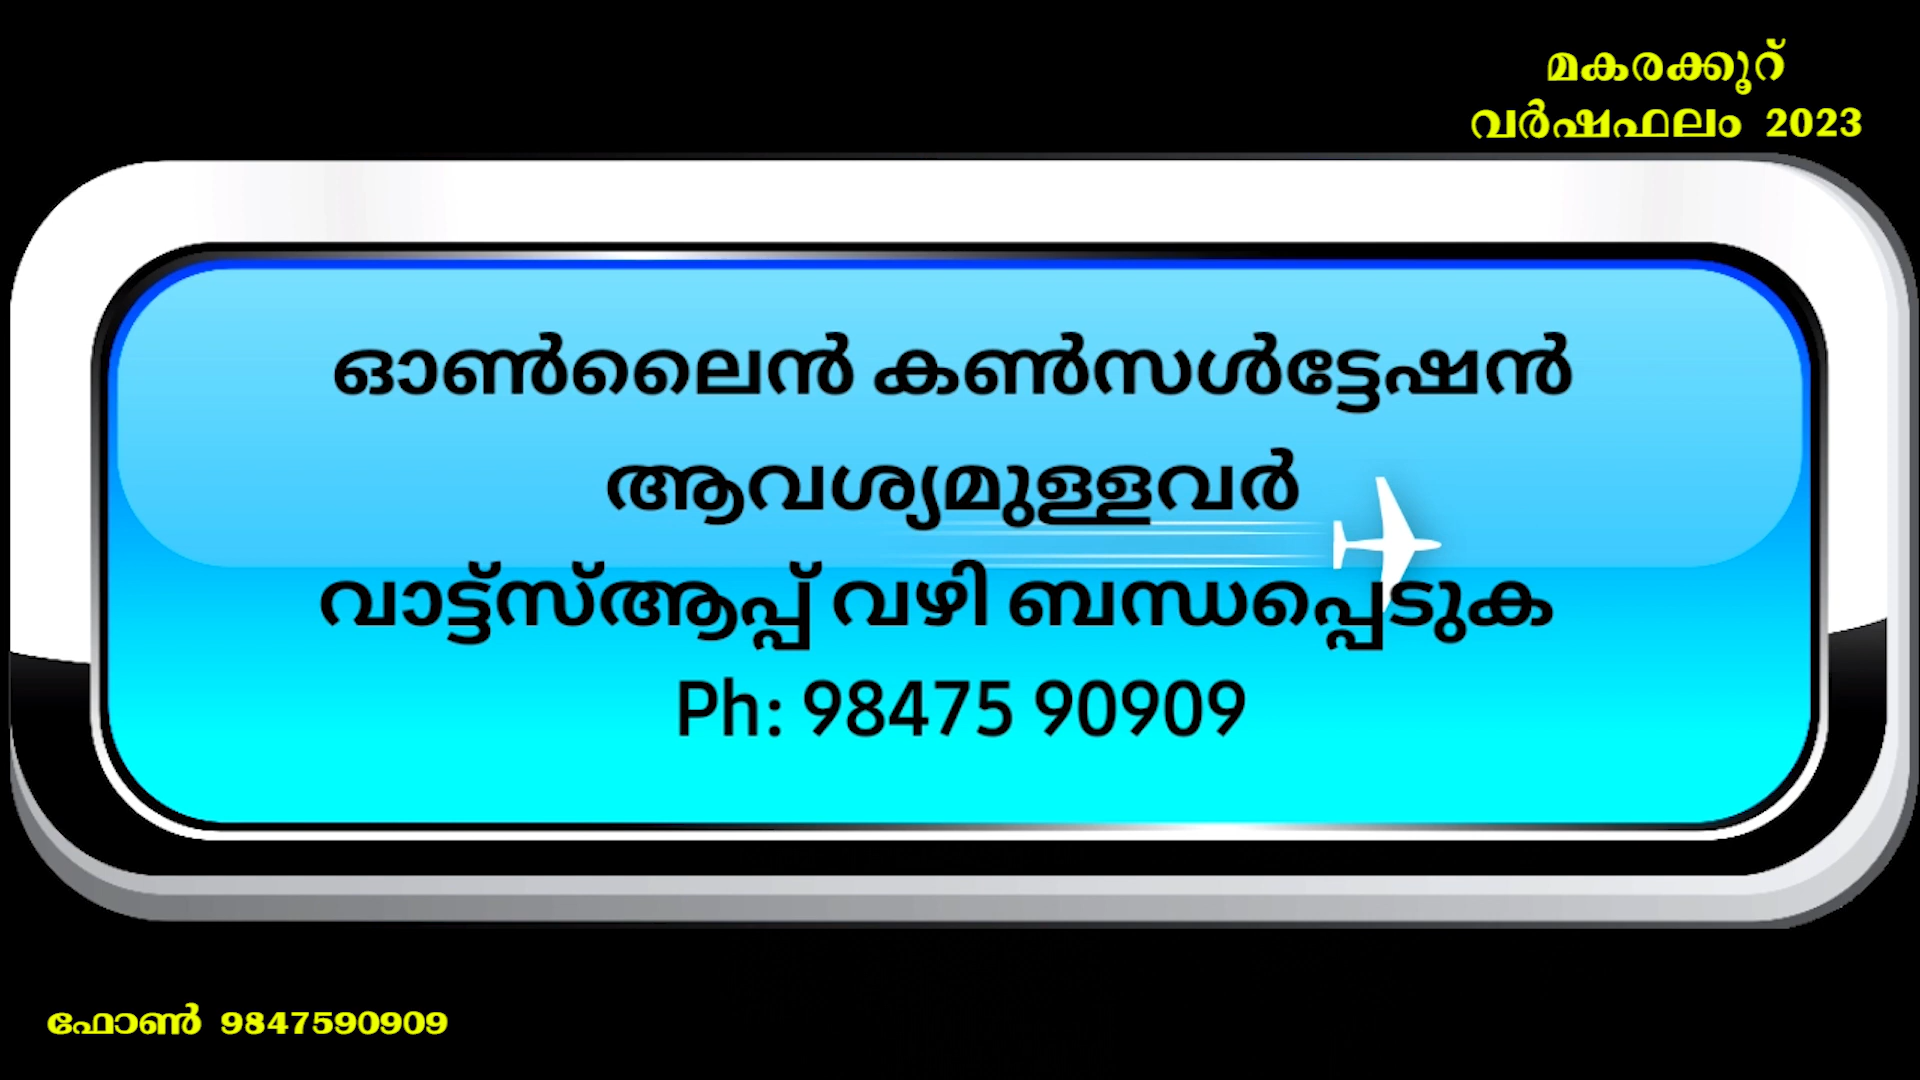 മകരക്കൂറ്
വർഷഫലം 2023
ഓൺലൈൻ കൺസൾട്ടേഷൻ
ആവശ്യമുള്ളവർ
വാട്ട്സ്ആപ്പ് വഴി ബന്ധപ്പെടുക
Ph: 98475 90909
ഫോൺ 9847590909